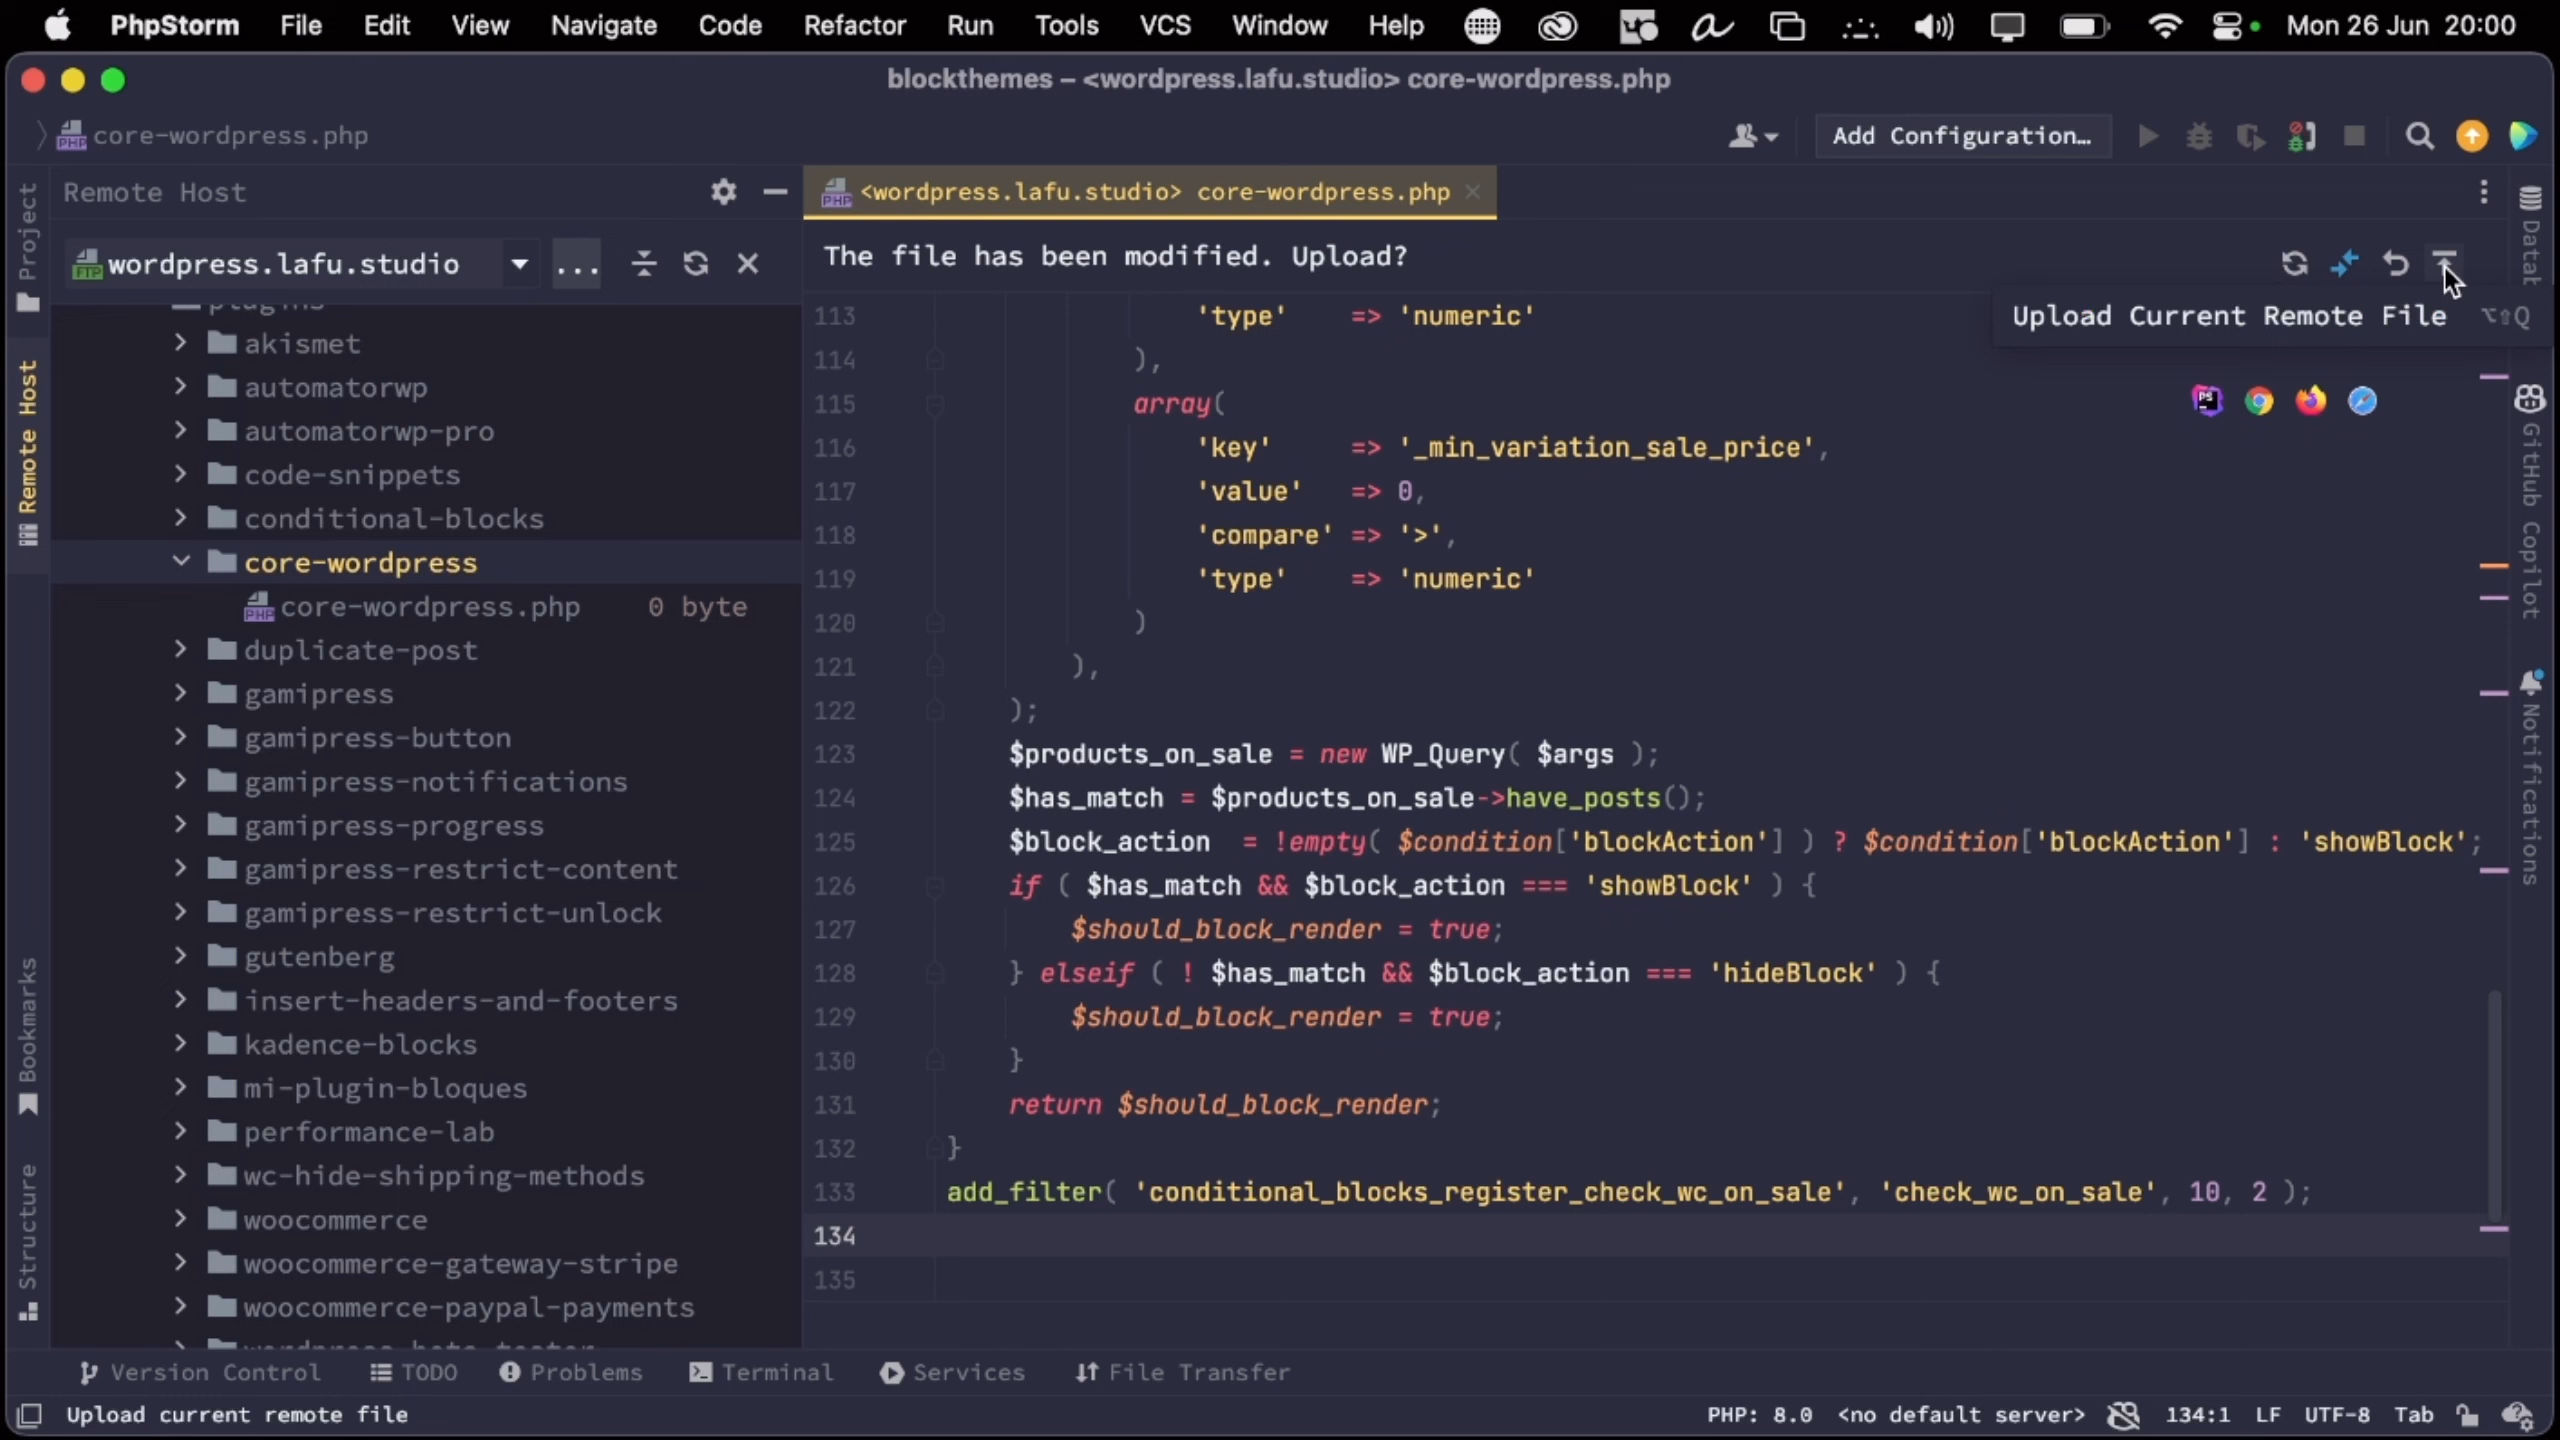 PhpStorm File Edit View Navigate Code Refactor Run Tools VCS Window Help Mon 26 Jun 20:00
blockthemes – <wordpress.lafu.studio> core-wordpress.php
core-wordpress.php
Add Configuration…
Project
Remote Host
Bookmarks
Structure
Remote Host
wordpress.lafu.studio
...
plugins
akismet
automatorwp
automatorwp-pro
code-snippets
conditional-blocks
core-wordpress
core-wordpress.php 0 byte
duplicate-post
gamipress
gamipress-button
gamipress-notifications
gamipress-progress
gamipress-restrict-content
gamipress-restrict-unlock
gutenberg
insert-headers-and-footers
kadence-blocks
mi-plugin-bloques
performance-lab
wc-hide-shipping-methods
woocommerce
woocommerce-gateway-stripe
woocommerce-paypal-payments
<wordpress.lafu.studio> core-wordpress.php
The file has been modified. Upload?
Upload Current Remote File ⌥⇧Q
113 'type' => 'numeric'
114 ),
115 array(
116 'key' => '_min_variation_sale_price',
117 'value' => 0,
118 'compare' => '>',
119 'type' => 'numeric'
120 )
121 ),
122 );
123 $products_on_sale = new WP_Query( $args );
124 $has_match = $products_on_sale->have_posts();
125 $block_action = !empty( $condition['blockAction'] ) ? $condition['blockAction'] : 'showBlock';
126 if ( $has_match && $block_action === 'showBlock' ) {
127 $should_block_render = true;
128 } elseif ( ! $has_match && $block_action === 'hideBlock' ) {
129 $should_block_render = true;
130 }
131 return $should_block_render;
132 }
133 add_filter( 'conditional_blocks_register_check_wc_on_sale', 'check_wc_on_sale', 10, 2 );
134
135
GitHub Copilot
Notifications
Version Control TODO Problems Terminal Services File Transfer
Upload current remote file
PHP: 8.0 <no default server> 134:1 LF UTF-8 Tab